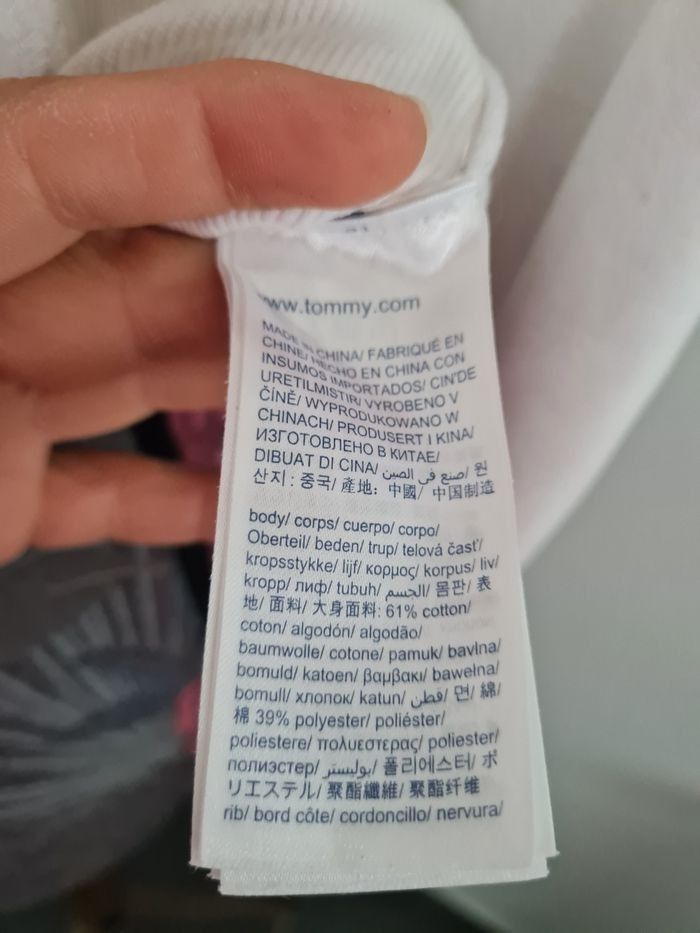 www.tommy.com
MADE IN CHINA/ FABRIQUÉ EN
CHINE/ HECHO EN CHINA CON
INSUMOS IMPORTADOS/ CIN'DE
URETILMISTIR/ VYROBENO V
ČÍNĚ/ WYPRODUKOWANO W
CHINACH/ PRODUSERT I KINA/
ИЗГОТОВЛЕНО В КИТАЕ/
DIBUAT DI CINA/ صنع في الصين/ 원
산지 : 중국/ 產地: 中國/ 中国制造
body/ corps/ cuerpo/ corpo/
Oberteil/ beden/ trup/ telová časť/
kropsstykke/ lijf/ κορμος/ korpus/ liv/
kropp/ лиф/ tubuh/ الجسم/ 몸판/ 表
地/ 面料/ 大身面料: 61% cotton/
coton/ algodón/ algodão/
baumwolle/ cotone/ pamuk/ bavlna/
bomuld/ katoen/ βαμβακι/ bawełna/
bomull/ хлопок/ katun/ قطن/ 면/ 綿/
棉 39% polyester/ poliéster/
poliestere/ πολυεστερας/ poliester/
полиэстер/ بوليستر/ 폴리에스터/ ポ
リエステル/ 聚酯纖維/ 聚酯纤维
rib/ bord côte/ cordoncillo/ nervura/